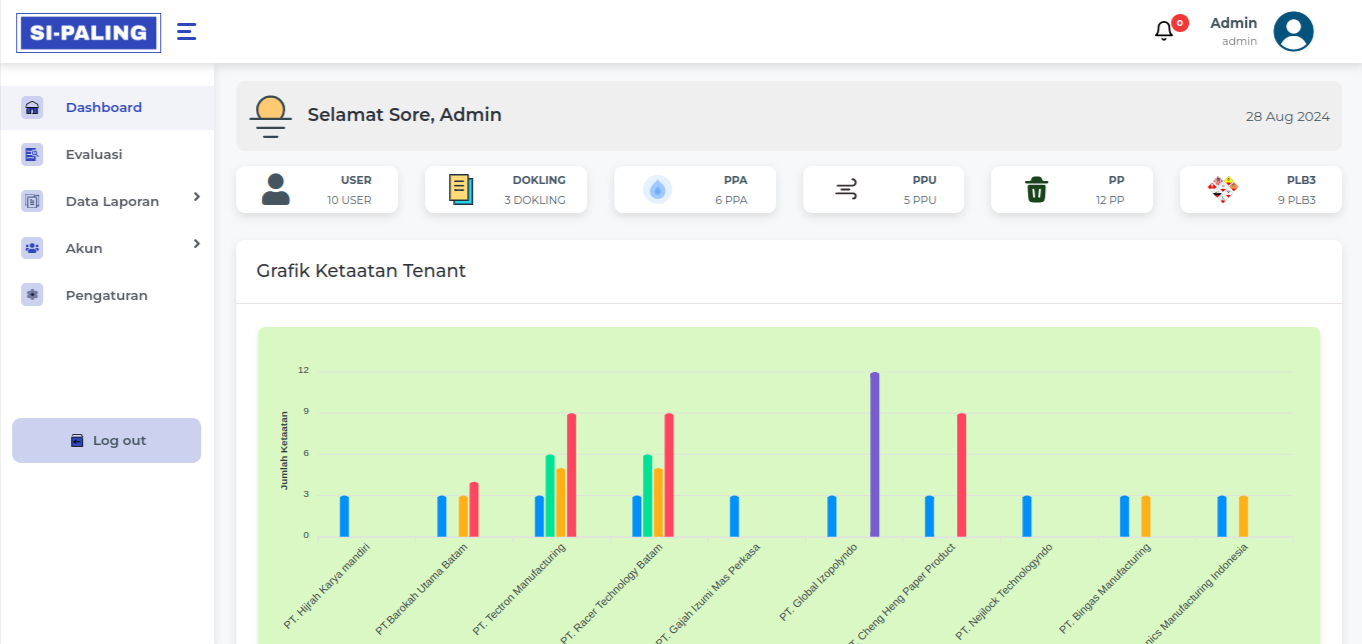 SI-PALING
0
Admin
admin
Dashboard
Evaluasi
Data Laporan
Akun
Pengaturan
Log out
Selamat Sore, Admin
28 Aug 2024
USER
10 USER
DOKLING
3 DOKLING
PPA
6 PPA
PPU
5 PPU
PP
12 PP
PLB3
9 PLB3
Grafik Ketaatan Tenant
Jumlah Ketaatan
12
9
6
3
0
PT. Hijrah Karya mandiri
PT.Barokah Utama Batam
PT. Tectron Manufacturing
PT. Racer Technology Batam
PT. Gajah Izumi Mas Perkasa
PT. Global Izopolyndo
T. Cheng Heng Paper Product
PT. Nejilock Technologyndo
PT. Bingas Manufacturing
nics Manufacturing Indonesia